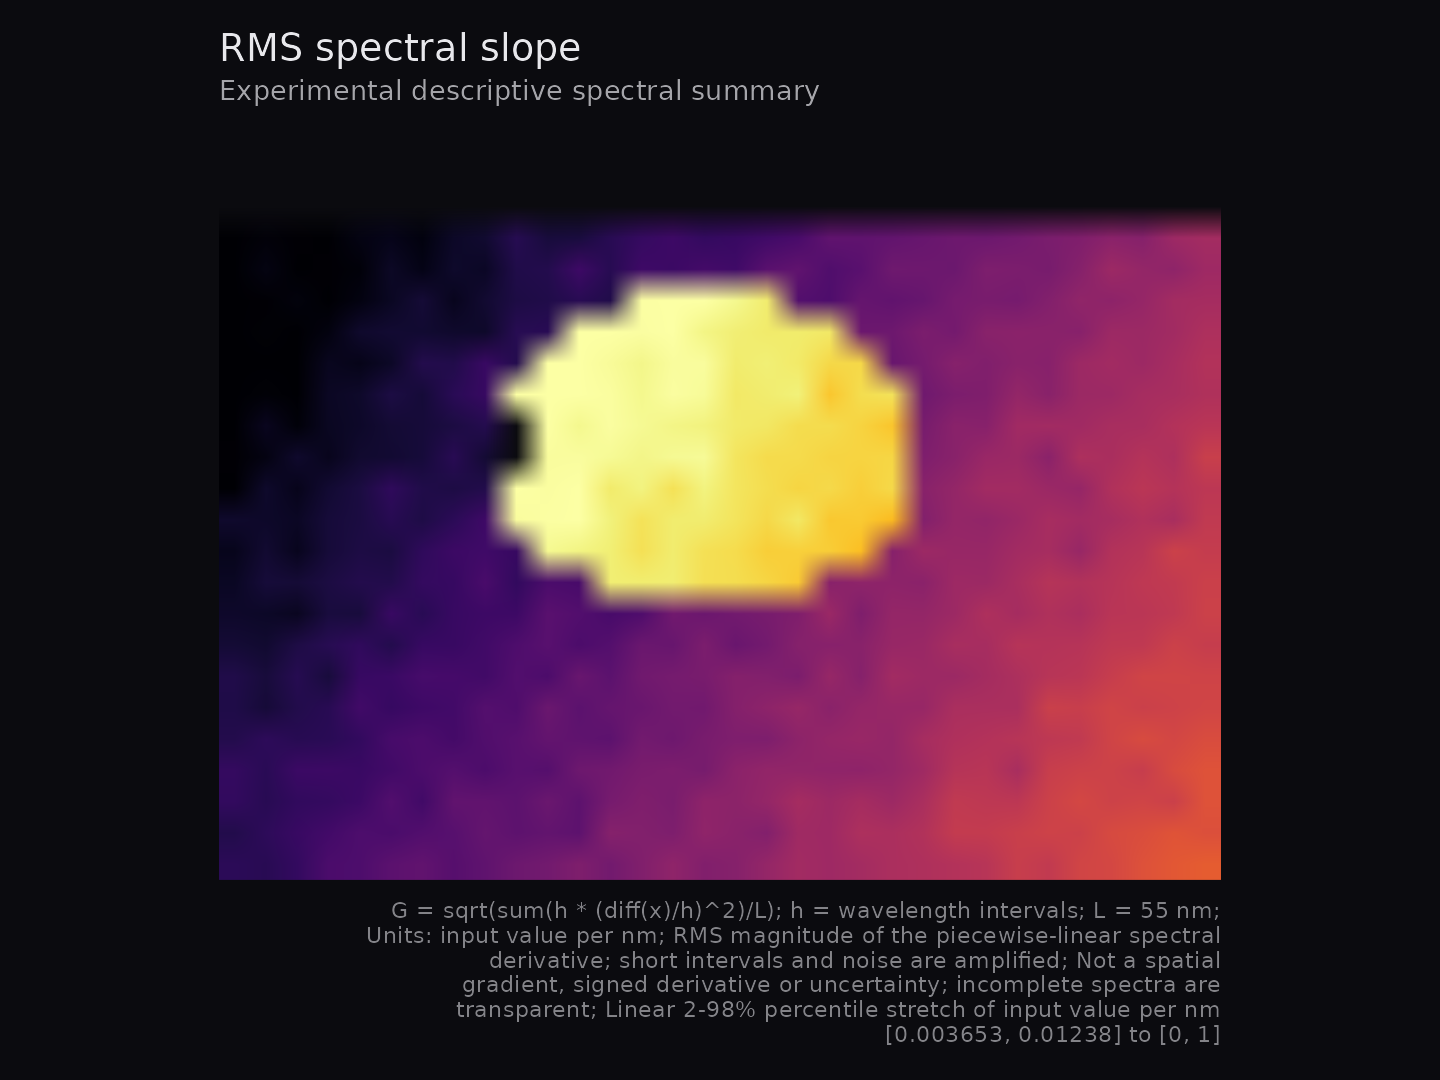 RMS spectral slope
Experimental descriptive spectral summary
G = sqrt(sum(h * (diff(x)/h)^2)/L); h = wavelength intervals; L = 55 nm;
Units: input value per nm; RMS magnitude of the piecewise-linear spectral
derivative; short intervals and noise are amplified; Not a spatial
gradient, signed derivative or uncertainty; incomplete spectra are
transparent; Linear 2-98% percentile stretch of input value per nm
[0.003653, 0.01238] to [0, 1]